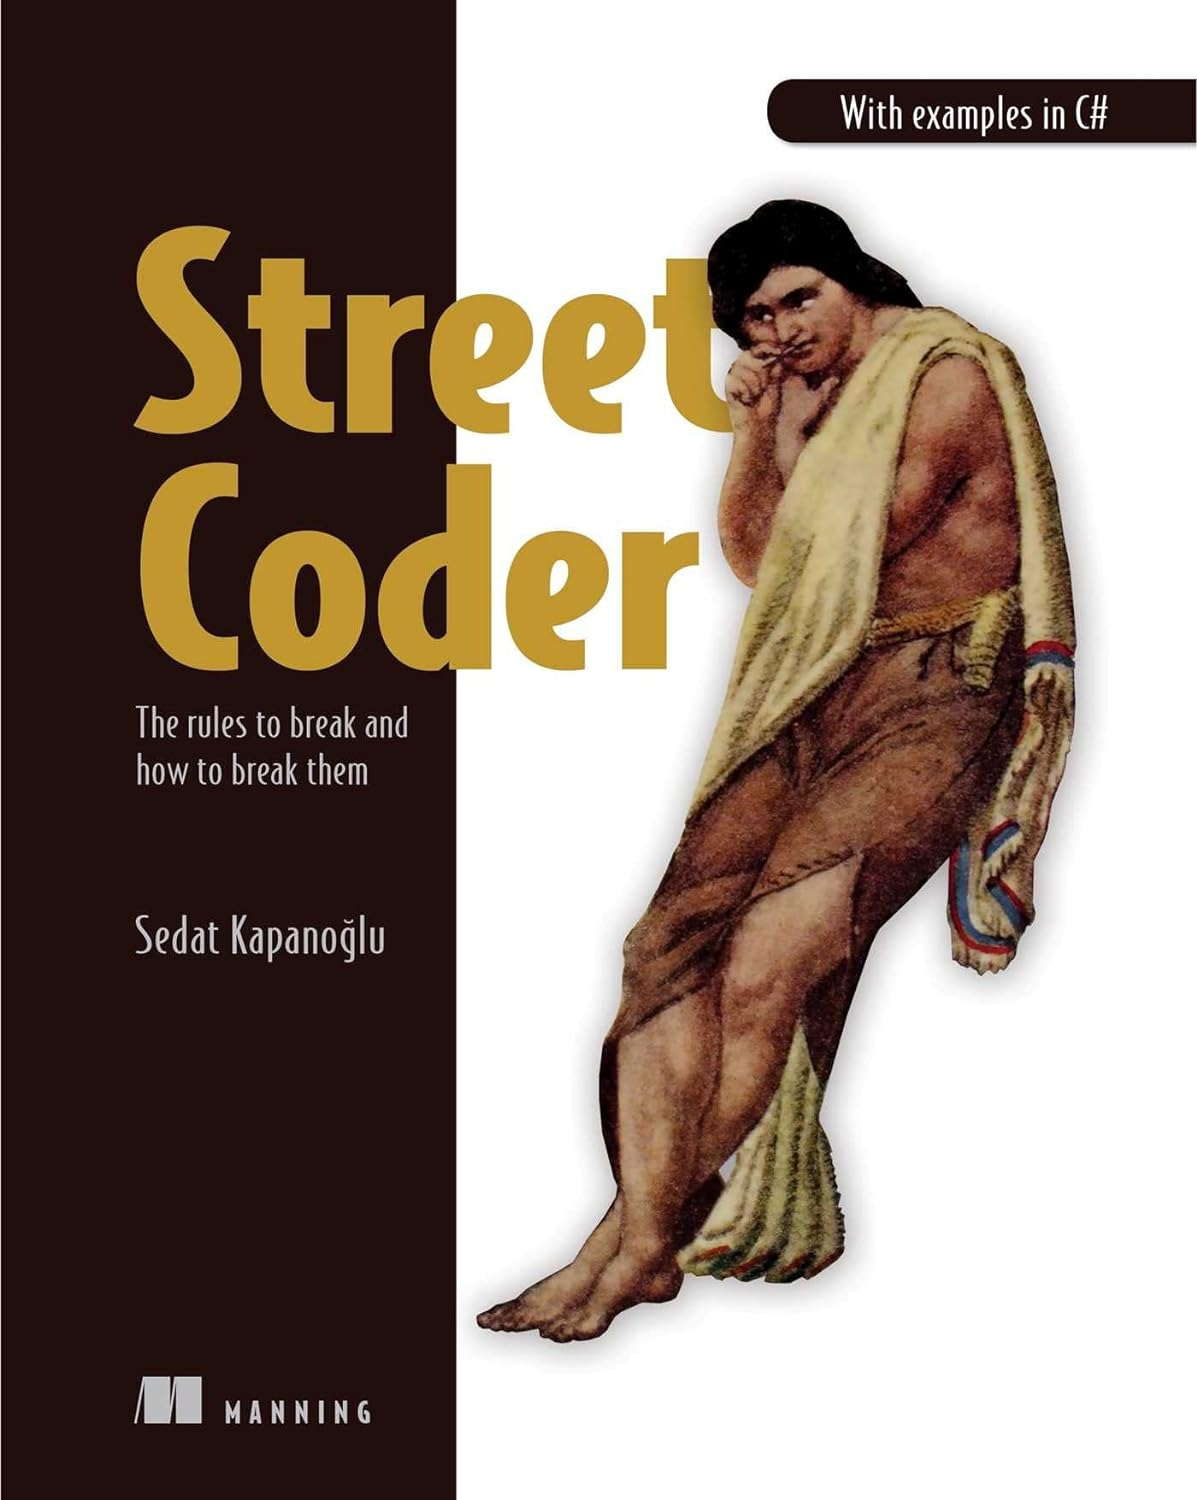 With examples in C#
Street
Coder
The rules to break and
how to break them
Sedat Kapanoğlu
MANNING